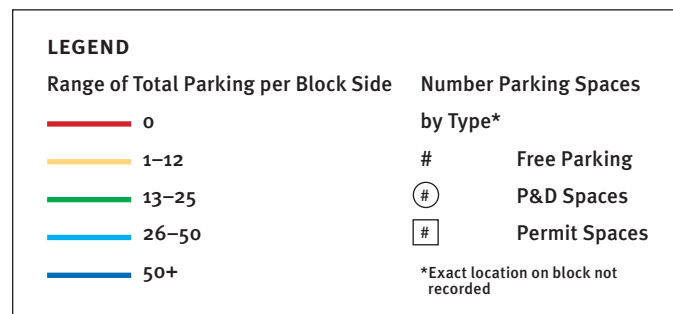 LEGEND
Range of Total Parking per Block Side
0
1–12
13–25
26–50
50+
Number Parking Spaces
by Type*
# Free Parking
# P&D Spaces
# Permit Spaces
*Exact location on block not
recorded